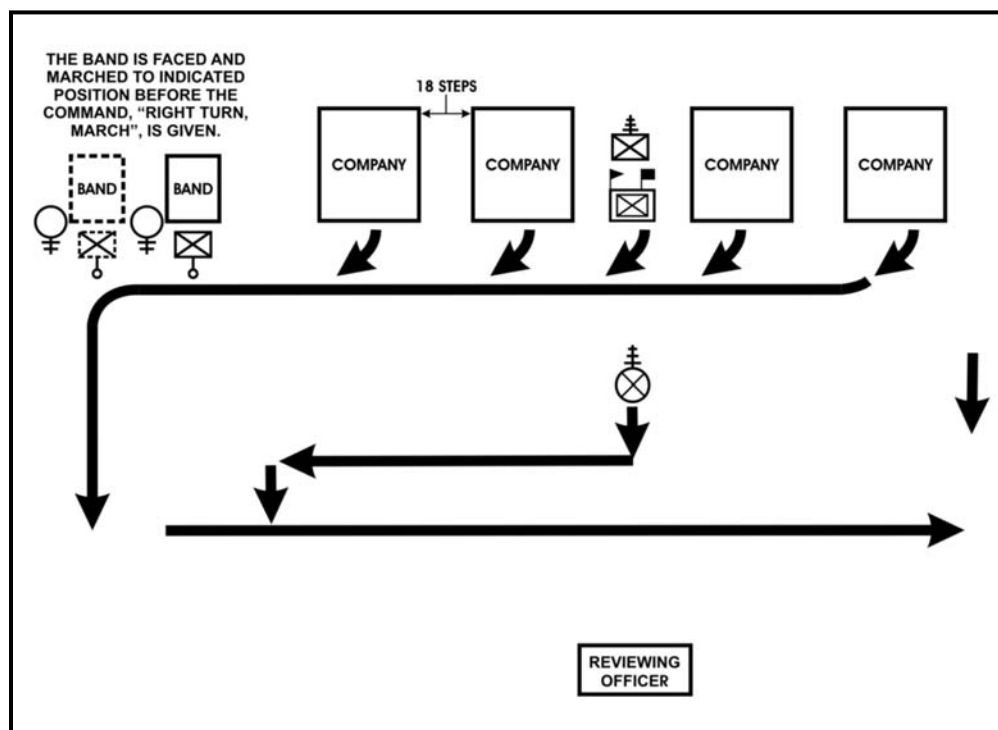 THE BAND IS FACED AND
MARCHED TO INDICATED
POSITION BEFORE THE
COMMAND, “RIGHT TURN,
MARCH”, IS GIVEN.
18 STEPS
BAND
BAND
COMPANY
COMPANY
COMPANY
COMPANY
REVIEWING
OFFICER